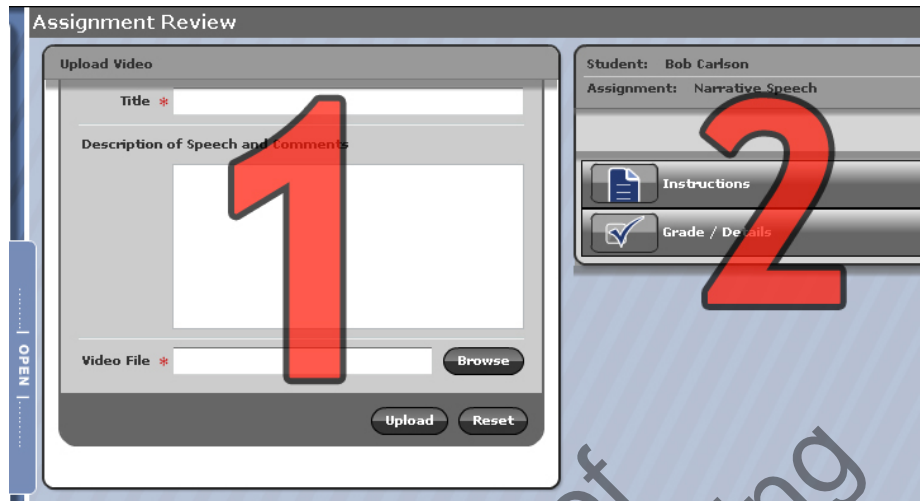 Assignment Review
Upload Video
Title *
Description of Speech and Comments
Video File *
Browse
Upload Reset
OPEN
1
Student: Bob Carlson
Assignment: Narrative Speech
Instructions
Grade / Details
2
of